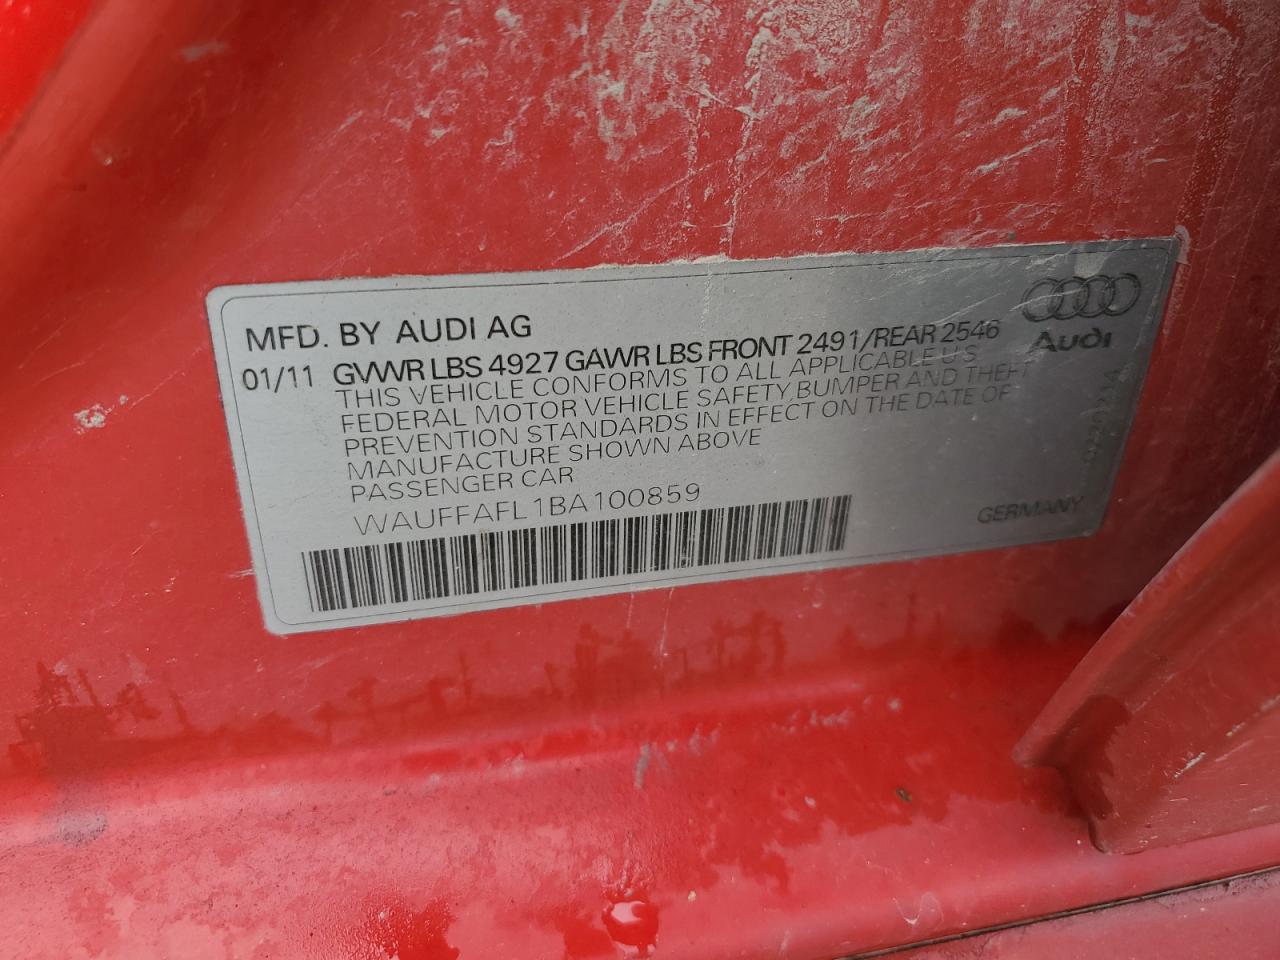 MFD. BY AUDI AG
01/11 GVWR LBS 4927 GAWR LBS FRONT 2491/REAR 2546
THIS VEHICLE CONFORMS TO ALL APPLICABLE U S
FEDERAL MOTOR VEHICLE SAFETY, BUMPER AND THEFT
PREVENTION STANDARDS IN EFFECT ON THE DATE OF
MANUFACTURE SHOWN ABOVE
PASSENGER CAR
WAUFFAFL1BA100859
Audi
GERMANY